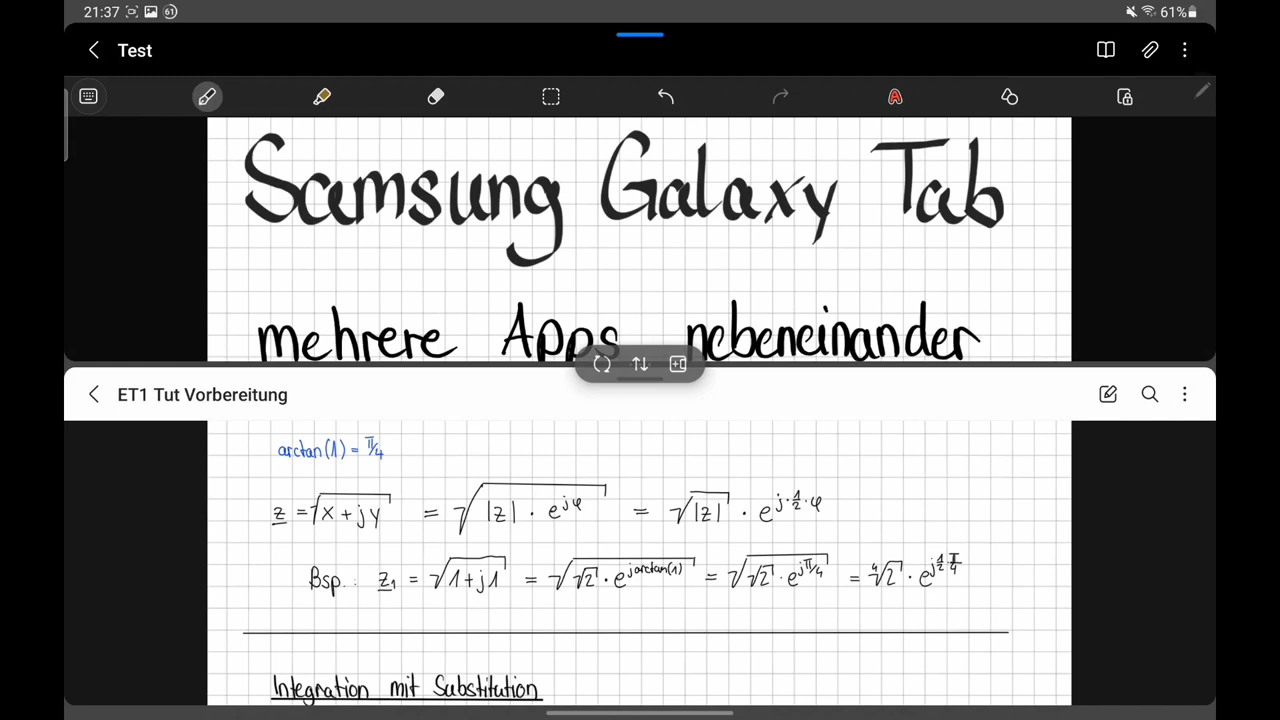 21:37 61 61%
Test
A
Samsung Galaxy Tab
mehrere Apps nebeneinander
ET1 Tut Vorbereitung
arctan(1) = π/4
z = √(x+jy) = √(|z| · e^(jφ)) = √|z| · e^(j·1/2·φ)
Bsp.: z₁ = √(1+j1) = √(√2 · e^(j arctan(1))) = √(√2 · e^(jπ/4)) = ⁴√2 · e^(j 1/2 π/4)
Integration mit Substitution